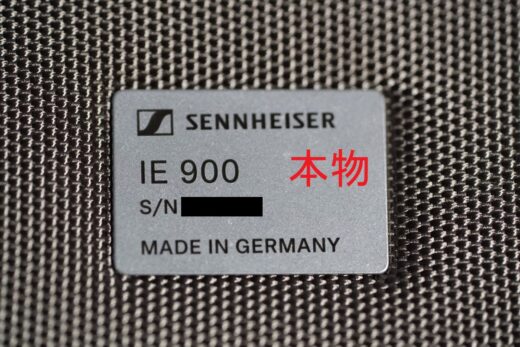 SENNHEISER
IE 900 本物
S/N
MADE IN GERMANY